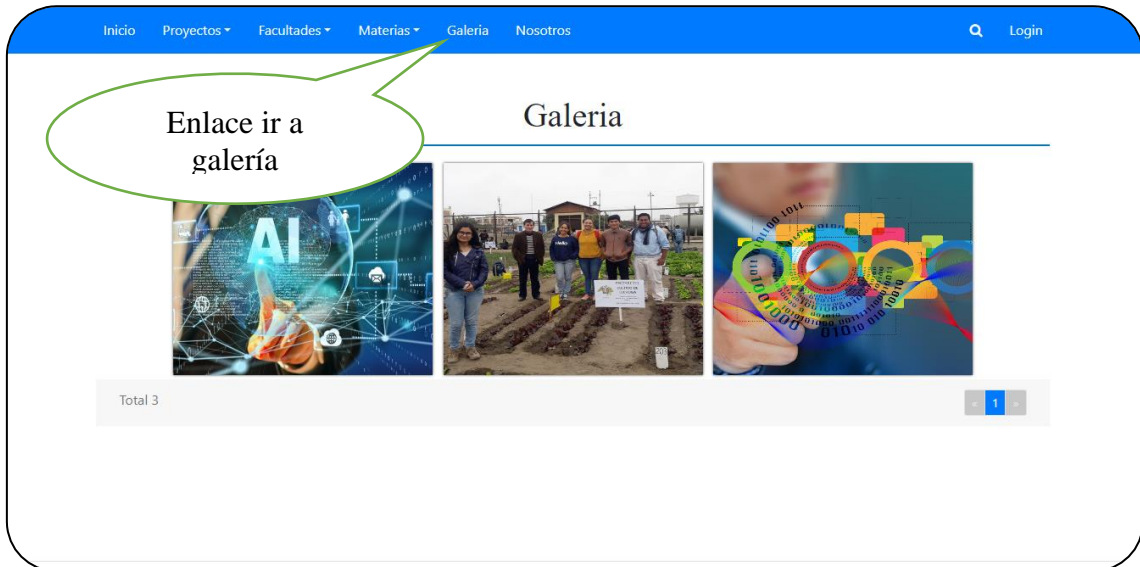 Inicio Proyectos Facultades Materias Galeria Nosotros Login
Enlace ir a
galería
Galeria
AI
Total 3
« 1 »